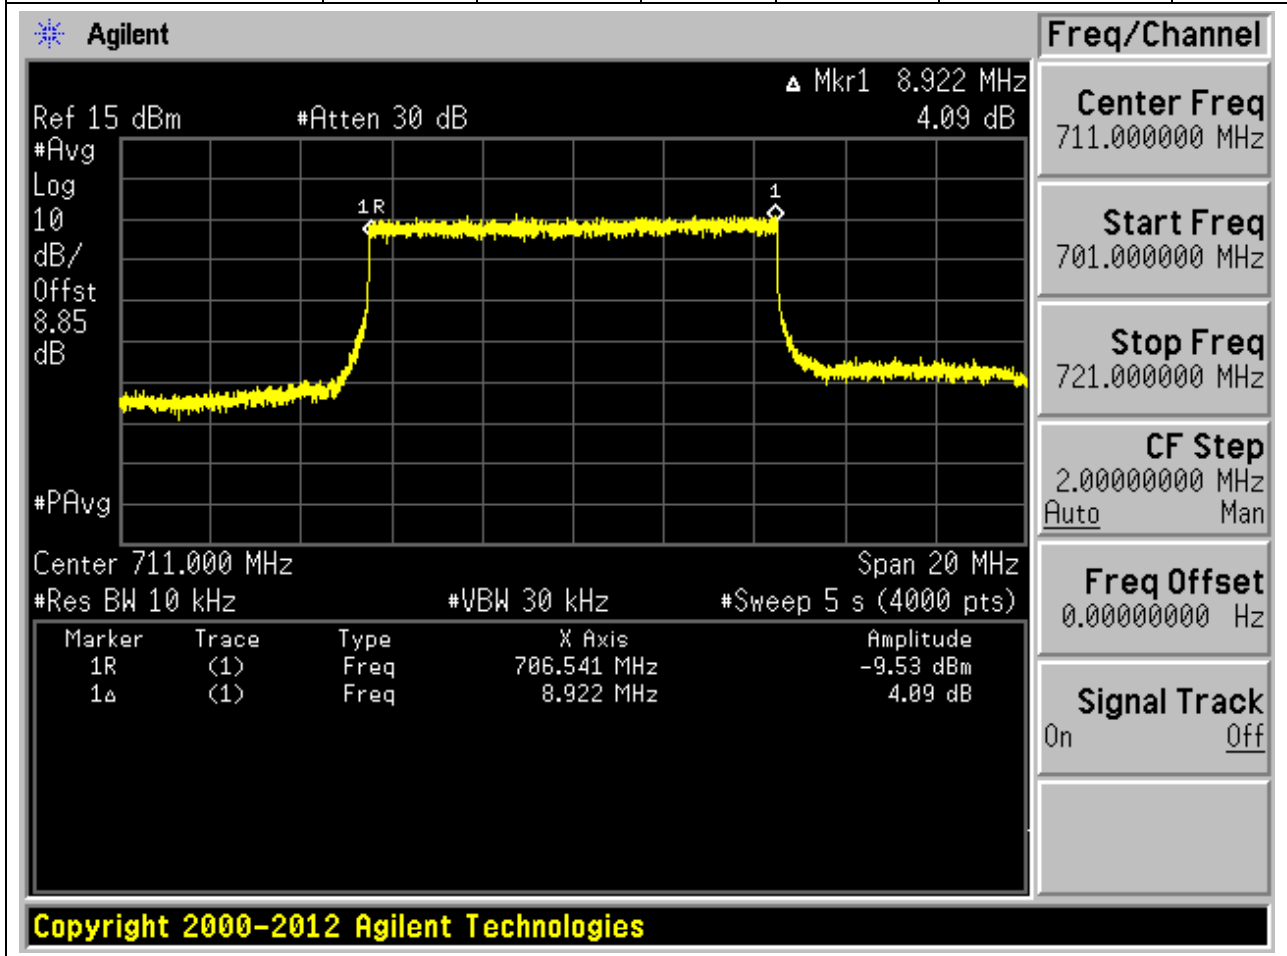 Agilent
Δ Mkr1 8.922 MHz
Ref 15 dBm #Atten 30 dB 4.09 dB
#Avg
Log
10
dB/
Offst
8.85
dB
1R
1
#PAvg
Center 711.000 MHz Span 20 MHz
#Res BW 10 kHz #VBW 30 kHz #Sweep 5 s (4000 pts)
Marker Trace Type X Axis Amplitude
1R (1) Freq 706.541 MHz -9.53 dBm
1Δ (1) Freq 8.922 MHz 4.09 dB
Freq/Channel
Center Freq
711.000000 MHz
Start Freq
701.000000 MHz
Stop Freq
721.000000 MHz
CF Step
2.00000000 MHz
Auto Man
Freq Offset
0.00000000 Hz
Signal Track
On Off
Copyright 2000-2012 Agilent Technologies